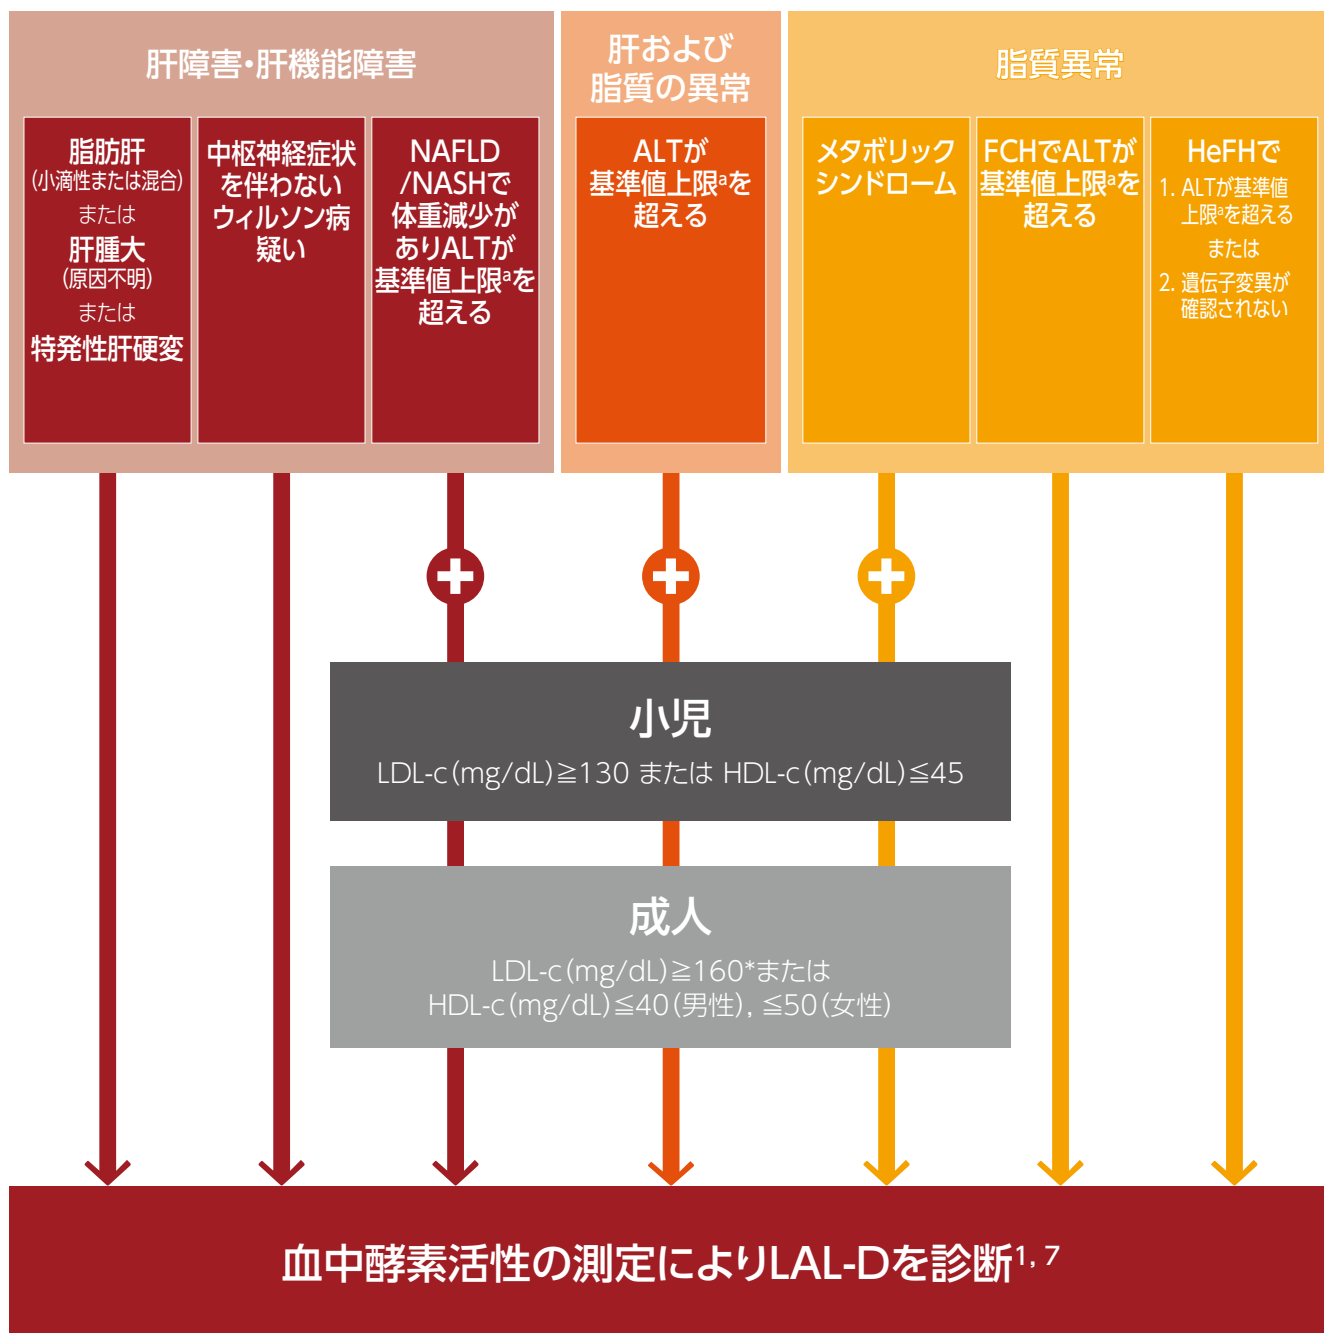 肝障害・肝機能障害
脂肪肝
(小滴性または混合)
または
肝腫大
(原因不明)
または
特発性肝硬変
中枢神経症状
を伴わない
ウィルソン病
疑い
NAFLD
/NASHで
体重減少が
ありALTが
基準値上限aを
超える
肝および
脂質の異常
ALTが
基準値上限aを
超える
脂質異常
メタボリック
シンドローム
FCHでALTが
基準値上限aを
超える
HeFHで
1. ALTが基準値
上限aを超える
または
2. 遺伝子変異が
確認されない
小児
LDL-c(mg/dL)≧130 または HDL-c(mg/dL)≦45
成人
LDL-c(mg/dL)≧160*または
HDL-c(mg/dL)≦40(男性), ≦50(女性)
血中酵素活性の測定によりLAL-Dを診断1, 7